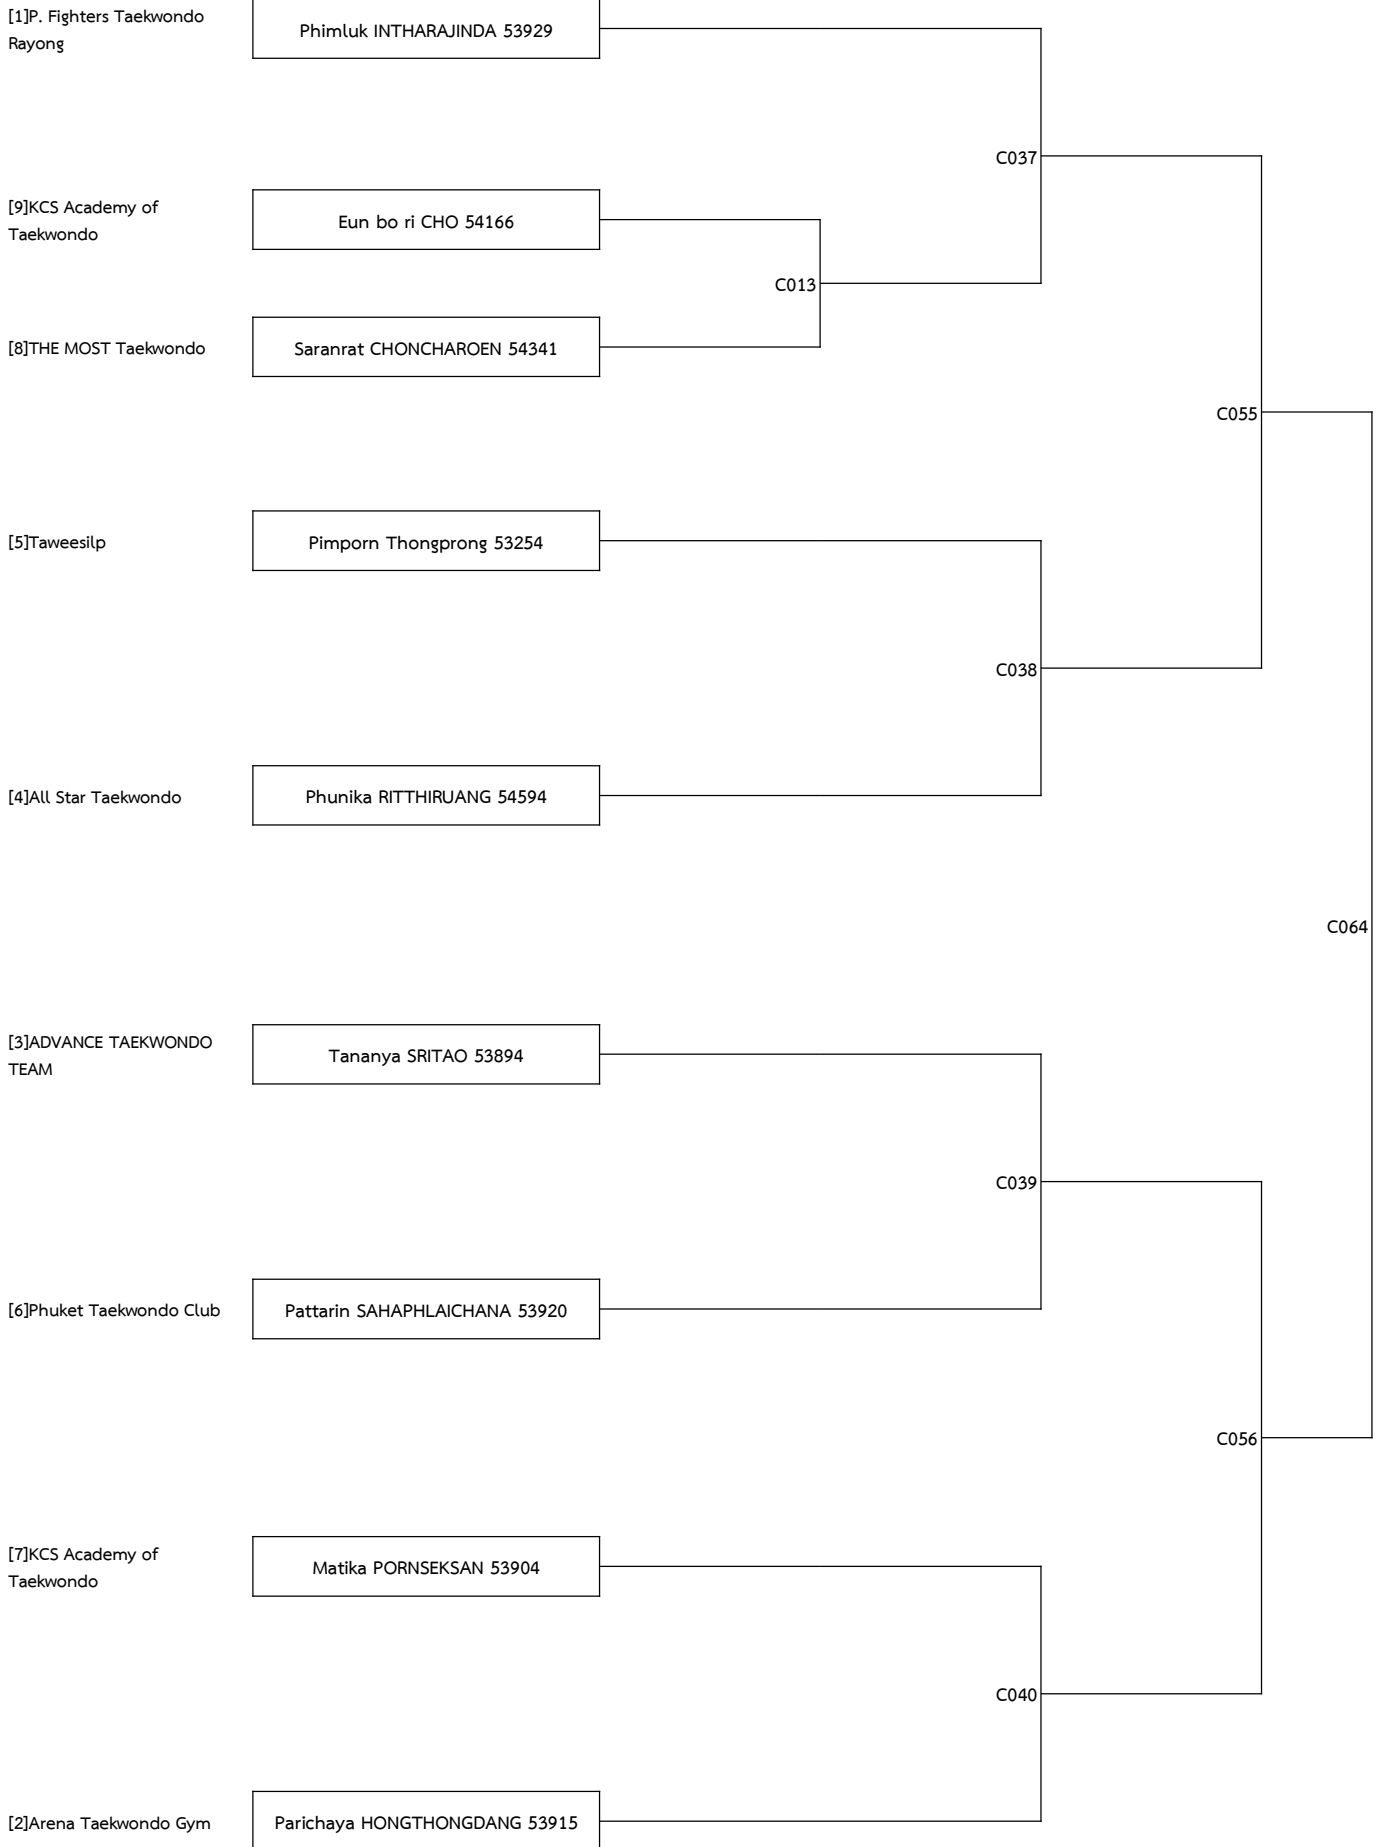 [1]P. Fighters Taekwondo
Rayong
Phimluk INTHARAJINDA 53929
C037
[9]KCS Academy of
Taekwondo
Eun bo ri CHO 54166
C013
[8]THE MOST Taekwondo
Saranrat CHONCHAROEN 54341
C055
[5]Taweesilp
Pimporn Thongprong 53254
C038
[4]All Star Taekwondo
Phunika RITTHIRUANG 54594
C064
[3]ADVANCE TAEKWONDO
TEAM
Tananya SRITAO 53894
C039
[6]Phuket Taekwondo Club
Pattarin SAHAPHLAICHANA 53920
C056
[7]KCS Academy of
Taekwondo
Matika PORNSEKSAN 53904
C040
[2]Arena Taekwondo Gym
Parichaya HONGTHONGDANG 53915